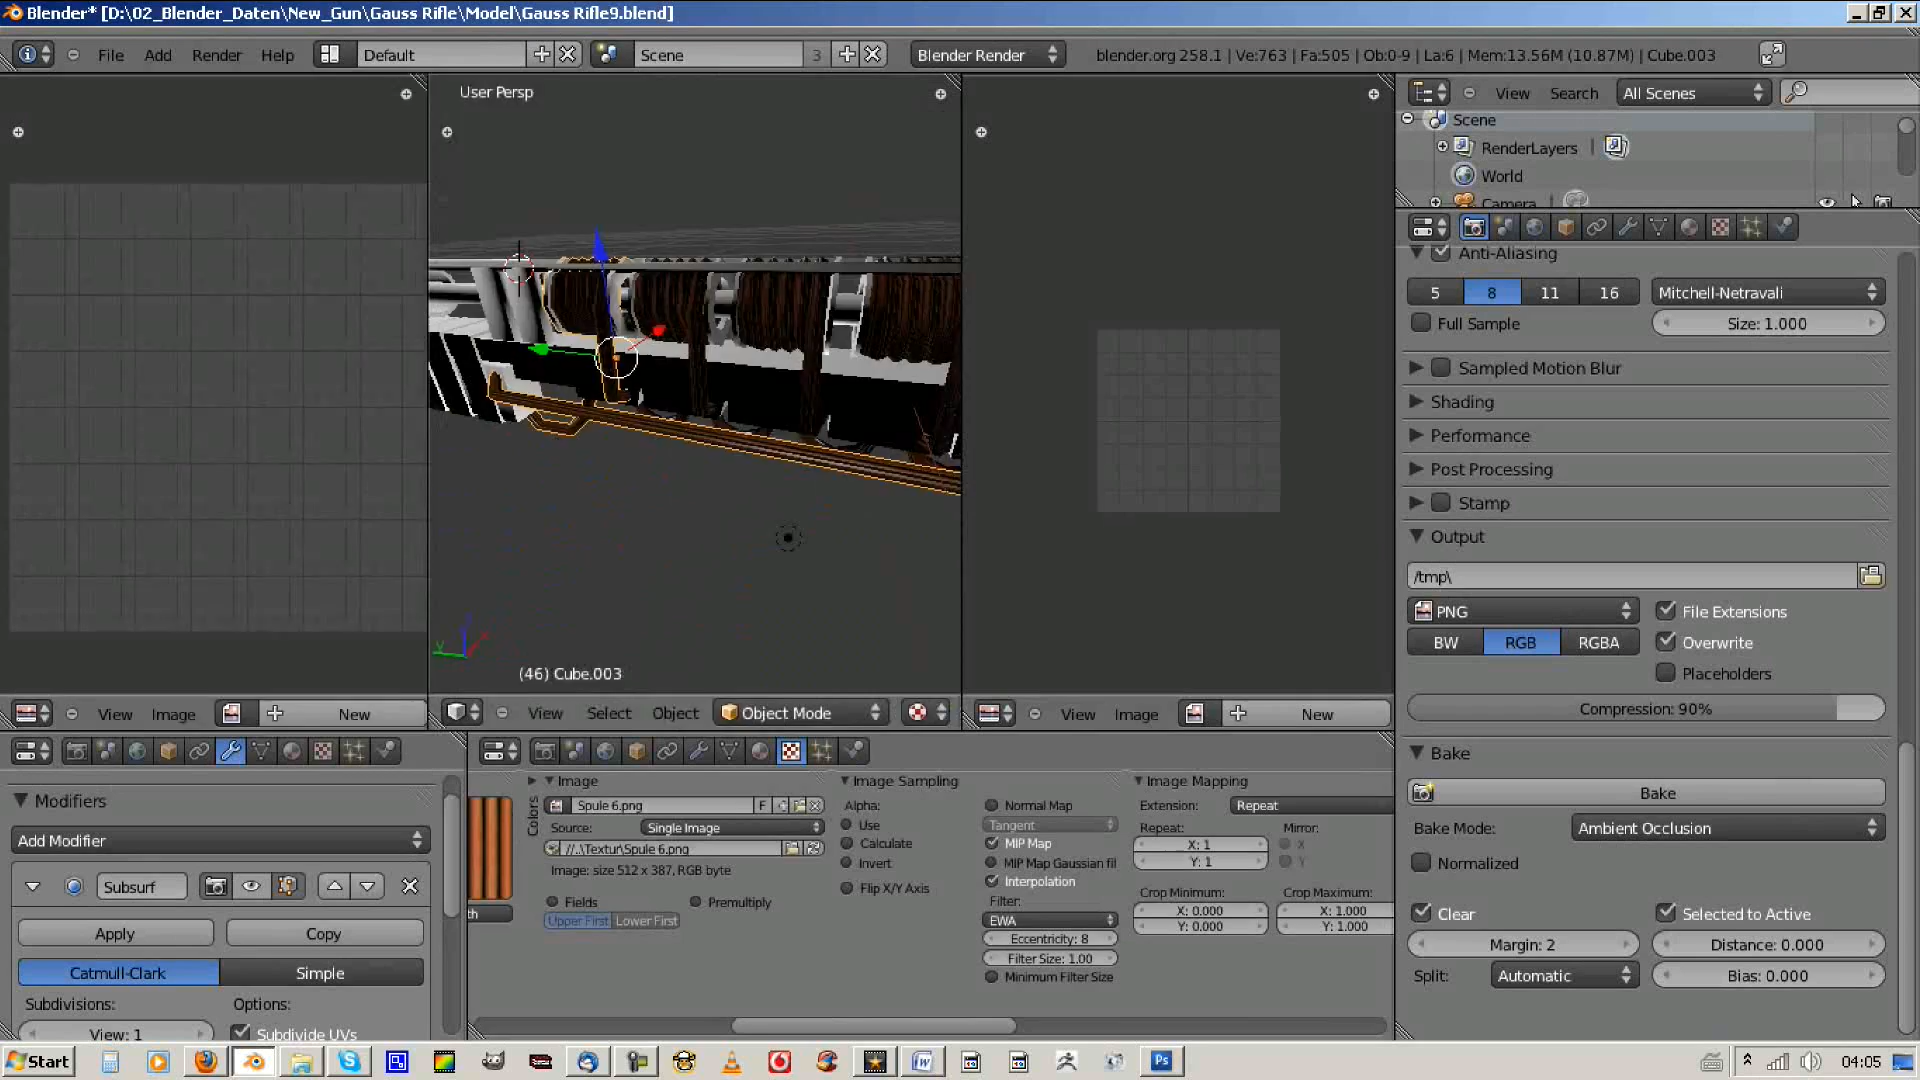 Blender* [D:\02_Blender_Daten\New_Gun\Gauss Rifle\Model\Gauss Rifle9.blend]
File Add Render Help Default Scene 3 Blender Render blender.org 258.1 | Ve:763 | Fa:505 | Ob:0-9 | La:6 | Mem:13.56M (10.87M) | Cube.003
User Persp
View Search All Scenes
Scene
RenderLayers
World
Camera
Anti-Aliasing
5 8 11 16 Mitchell-Netravali
Full Sample Size: 1.000
Sampled Motion Blur
Shading
Performance
Post Processing
Stamp
Output
/tmp\
PNG File Extensions
BW RGB RGBA Overwrite
Placeholders
Compression: 90%
Bake
Bake
Bake Mode: Ambient Occlusion
Normalized
Clear Selected to Active
Margin: 2 Distance: 0.000
Split: Automatic Bias: 0.000
(46) Cube.003
View Image New
View Select Object Object Mode
View Image New
Modifiers
Add Modifier
Subsurf
Apply Copy
Catmull-Clark Simple
Subdivisions: Options:
View: 1 Subdivide UVs
Colors
Image
Spule 6.png F
Source: Single Image
//..\Textur\Spule 6.png
Image: size 512 x 387, RGB byte
Fields Premultiply
Upper First Lower First
Image Sampling
Alpha:
Use
Calculate
Invert
Flip X/Y Axis
Normal Map
Tangent
MIP Map
MIP Map Gaussian fil
Interpolation
Filter:
EWA
Eccentricity: 8
Filter Size: 1.00
Minimum Filter Size
Image Mapping
Extension: Repeat
Repeat: Mirror:
X: 1 X
Y: 1 Y
Crop Minimum: Crop Maximum:
X: 0.000 X: 1.000
Y: 0.000 Y: 1.000
Start 04:05